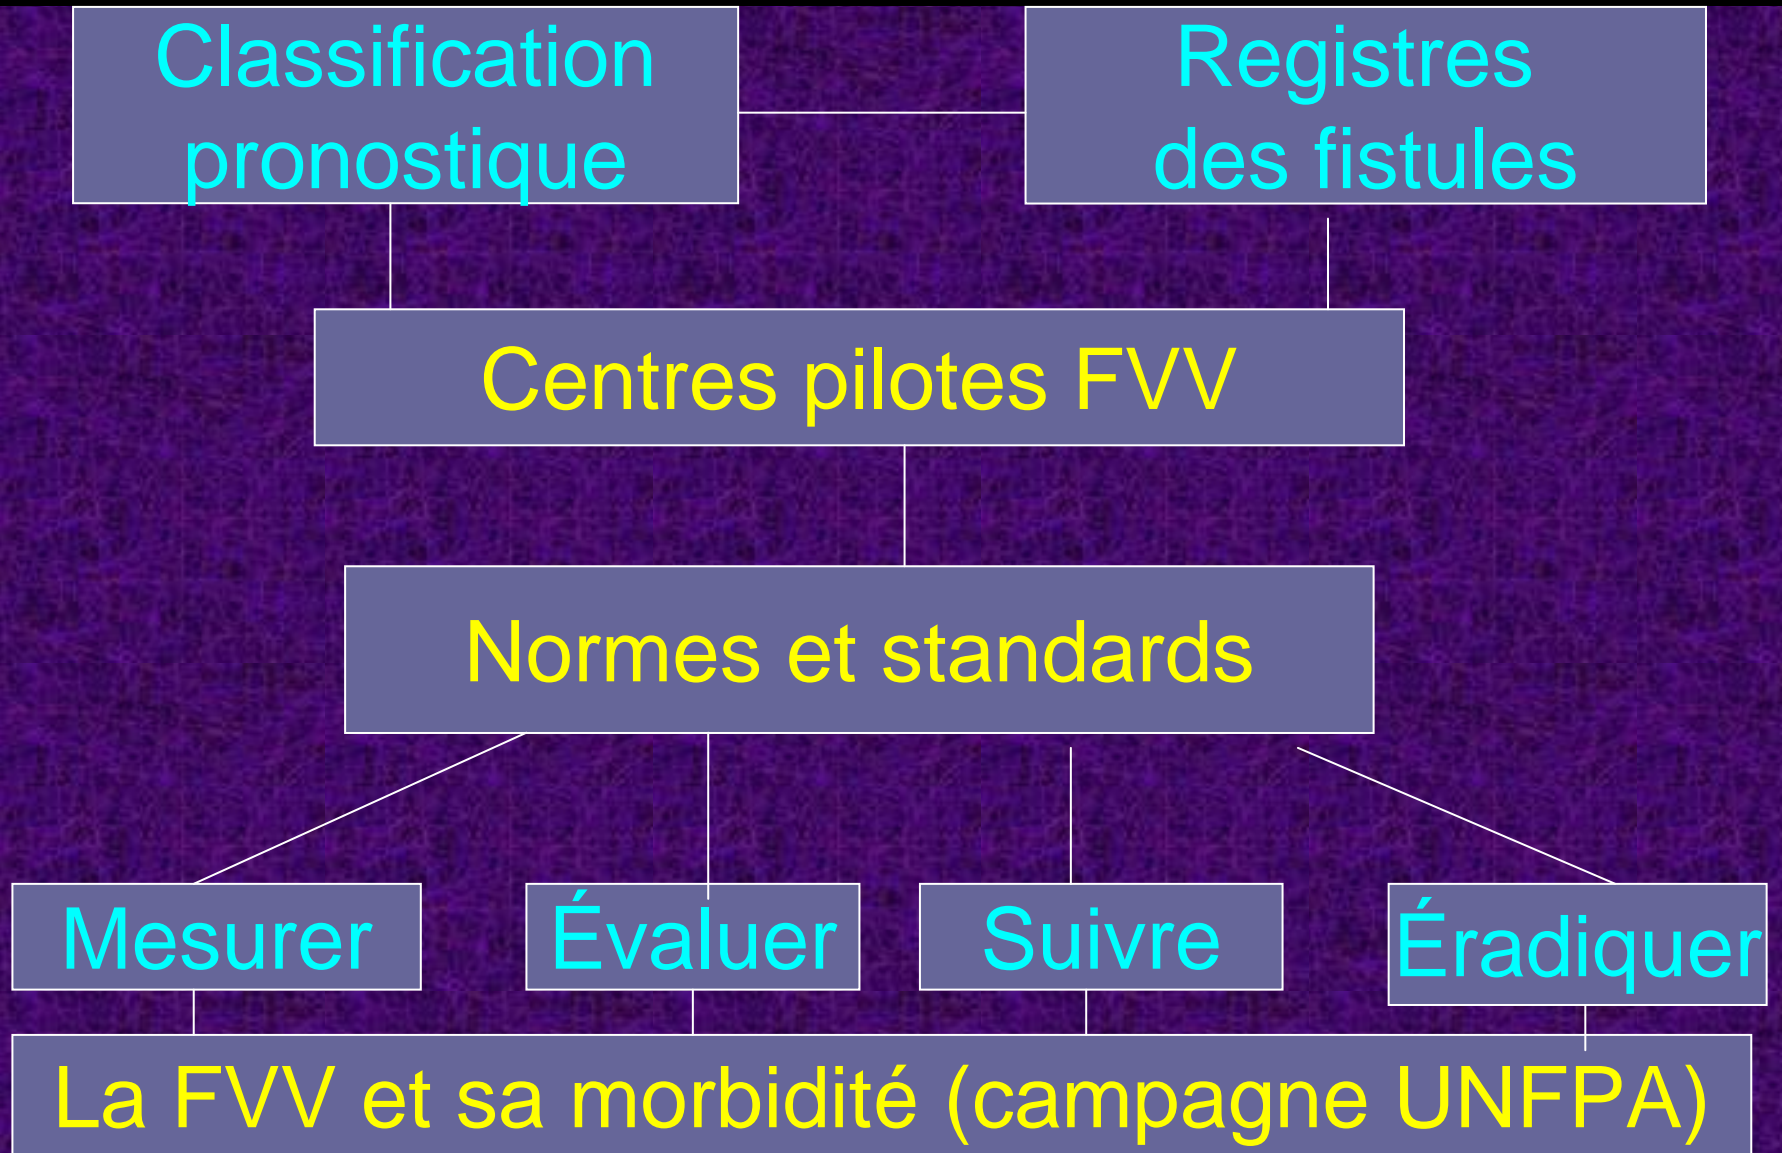 Classification
pronostique
Registres
des fistules
Centres pilotes FVV
Normes et standards
Mesurer
Évaluer
Suivre
Éradiquer
La FVV et sa morbidité (campagne UNFPA)